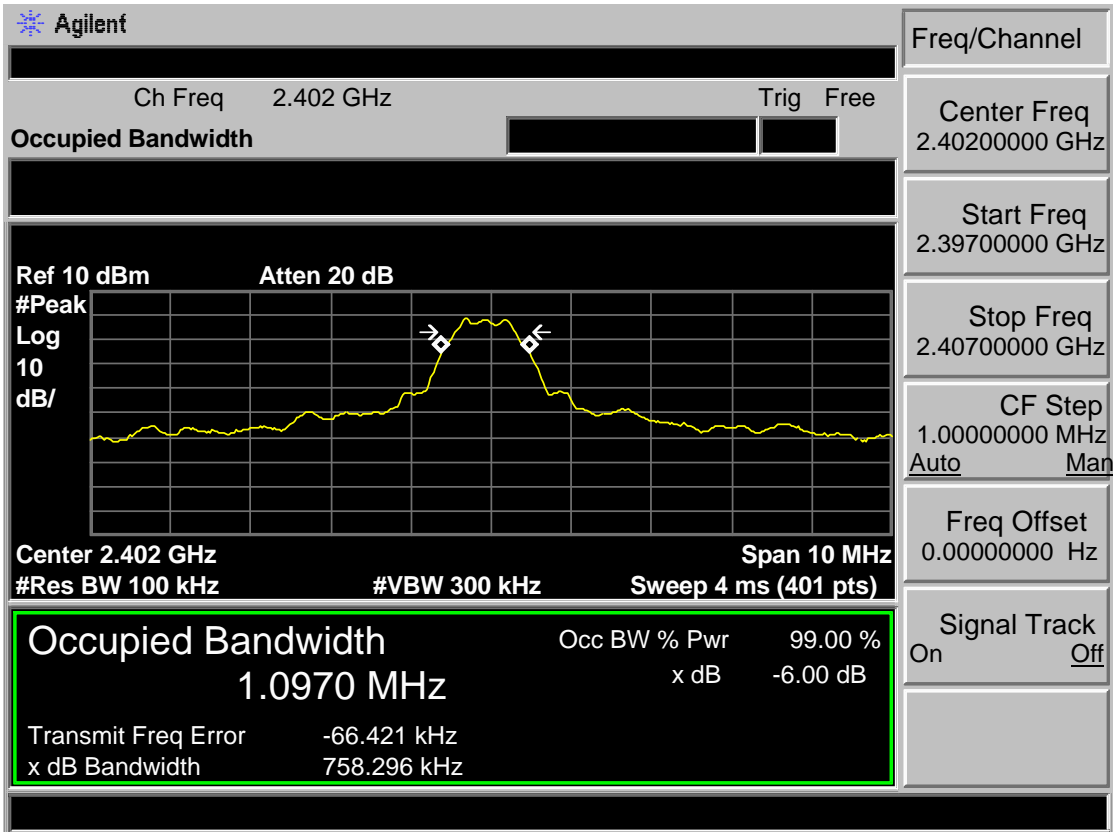 Agilent
Freq/Channel
Ch Freq 2.402 GHz Trig Free
Occupied Bandwidth
Center Freq
2.40200000 GHz
Start Freq
2.39700000 GHz
Ref 10 dBm Atten 20 dB
#Peak
Log
10
dB/
Stop Freq
2.40700000 GHz
CF Step
1.00000000 MHz
Auto Man
Freq Offset
0.00000000 Hz
Center 2.402 GHz Span 10 MHz
#Res BW 100 kHz #VBW 300 kHz Sweep 4 ms (401 pts)
Signal Track
On Off
Occupied Bandwidth Occ BW % Pwr 99.00 %
1.0970 MHz x dB -6.00 dB
Transmit Freq Error -66.421 kHz
x dB Bandwidth 758.296 kHz